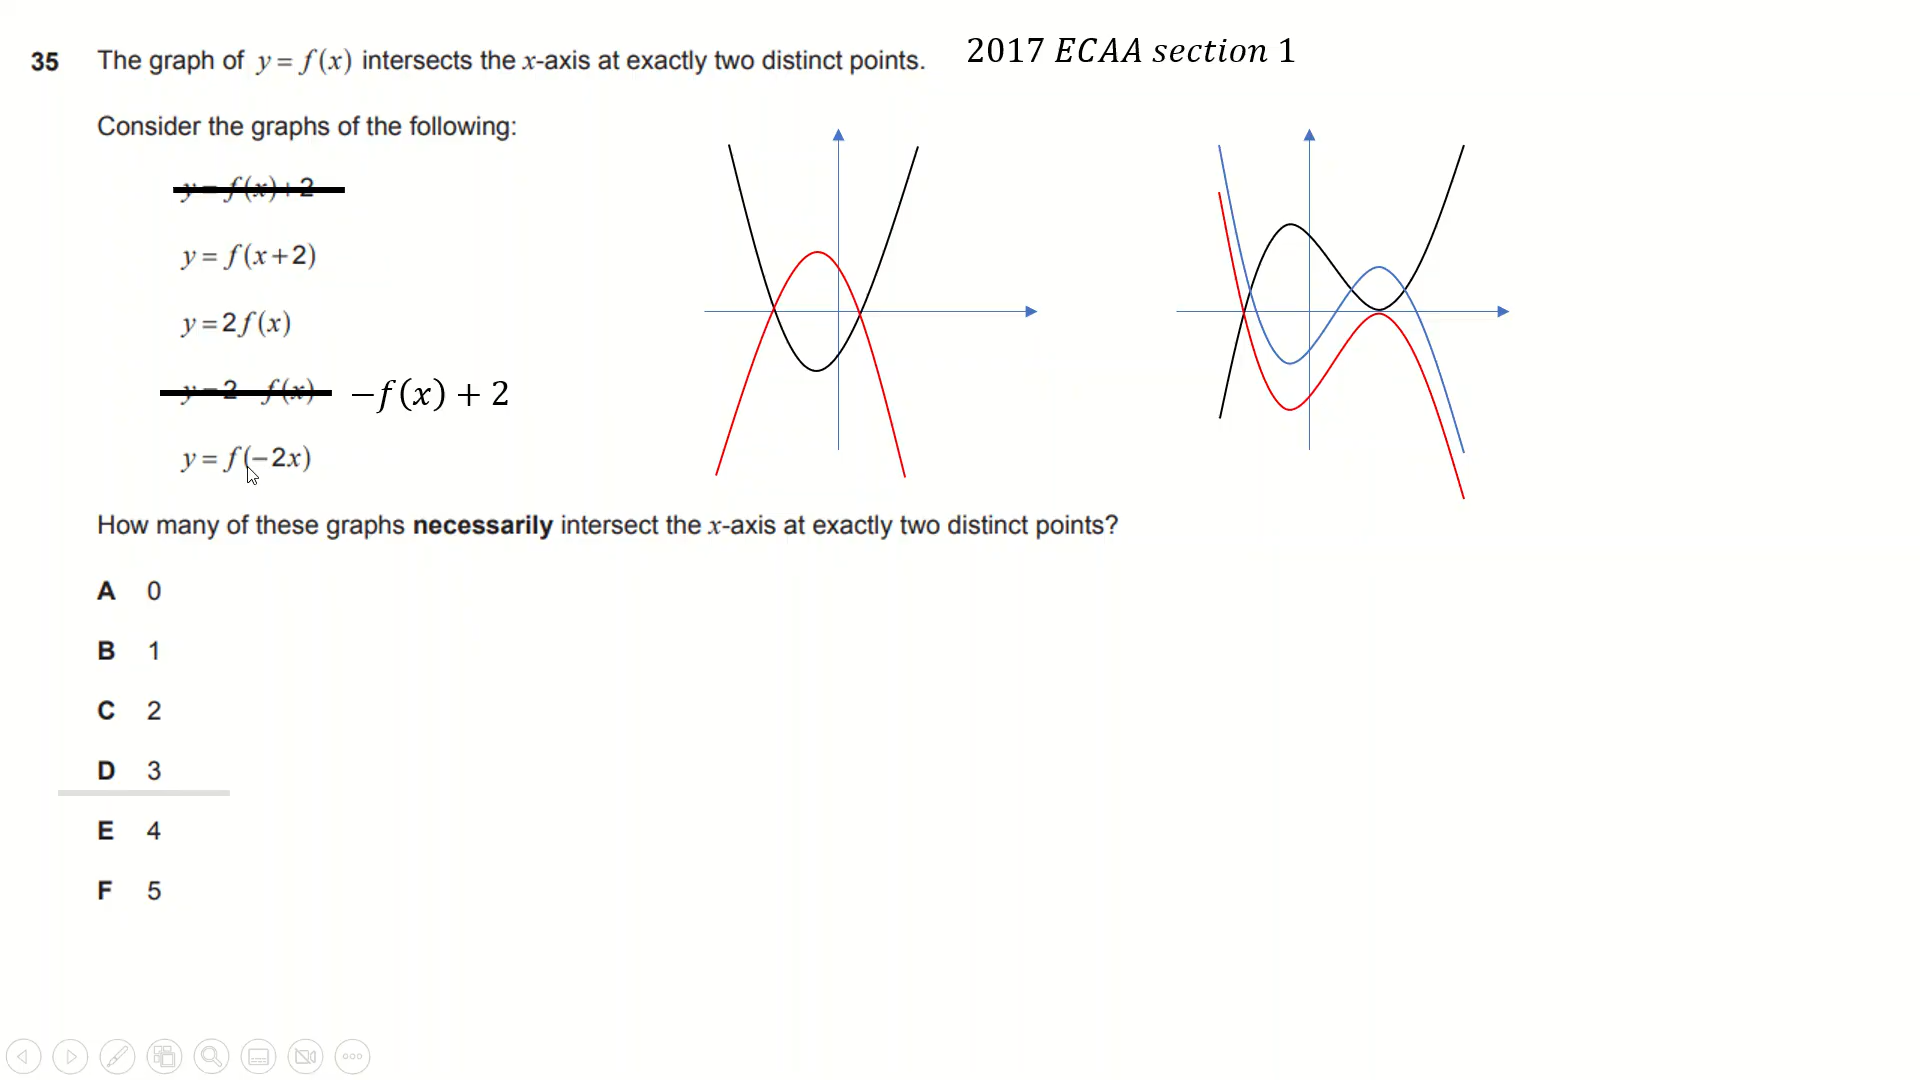 35 The graph of y = f(x) intersects the x-axis at exactly two distinct points.
2017 ECAA section 1
Consider the graphs of the following:
y = f(x)+2
y = f(x+2)
y = 2f(x)
y = 2 − f(x) −f(x) + 2
y = f(−2x)
How many of these graphs necessarily intersect the x-axis at exactly two distinct points?
A 0
B 1
C 2
D 3
E 4
F 5